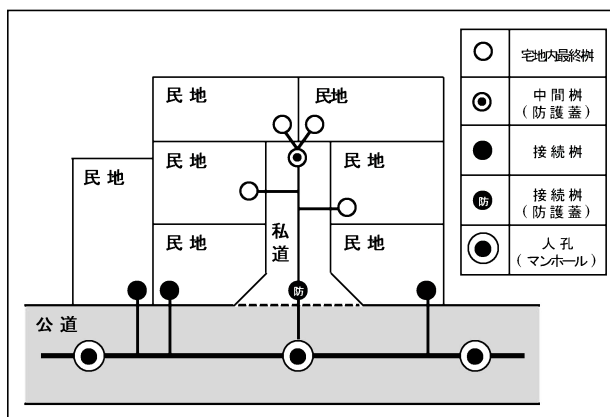 民地
民地
民地
民地
民地
民地
民地
私
道
防
公道
宅地内最終桝
中間桝
(防護蓋)
接続桝
防
接続桝
(防護蓋)
人孔
(マンホール)